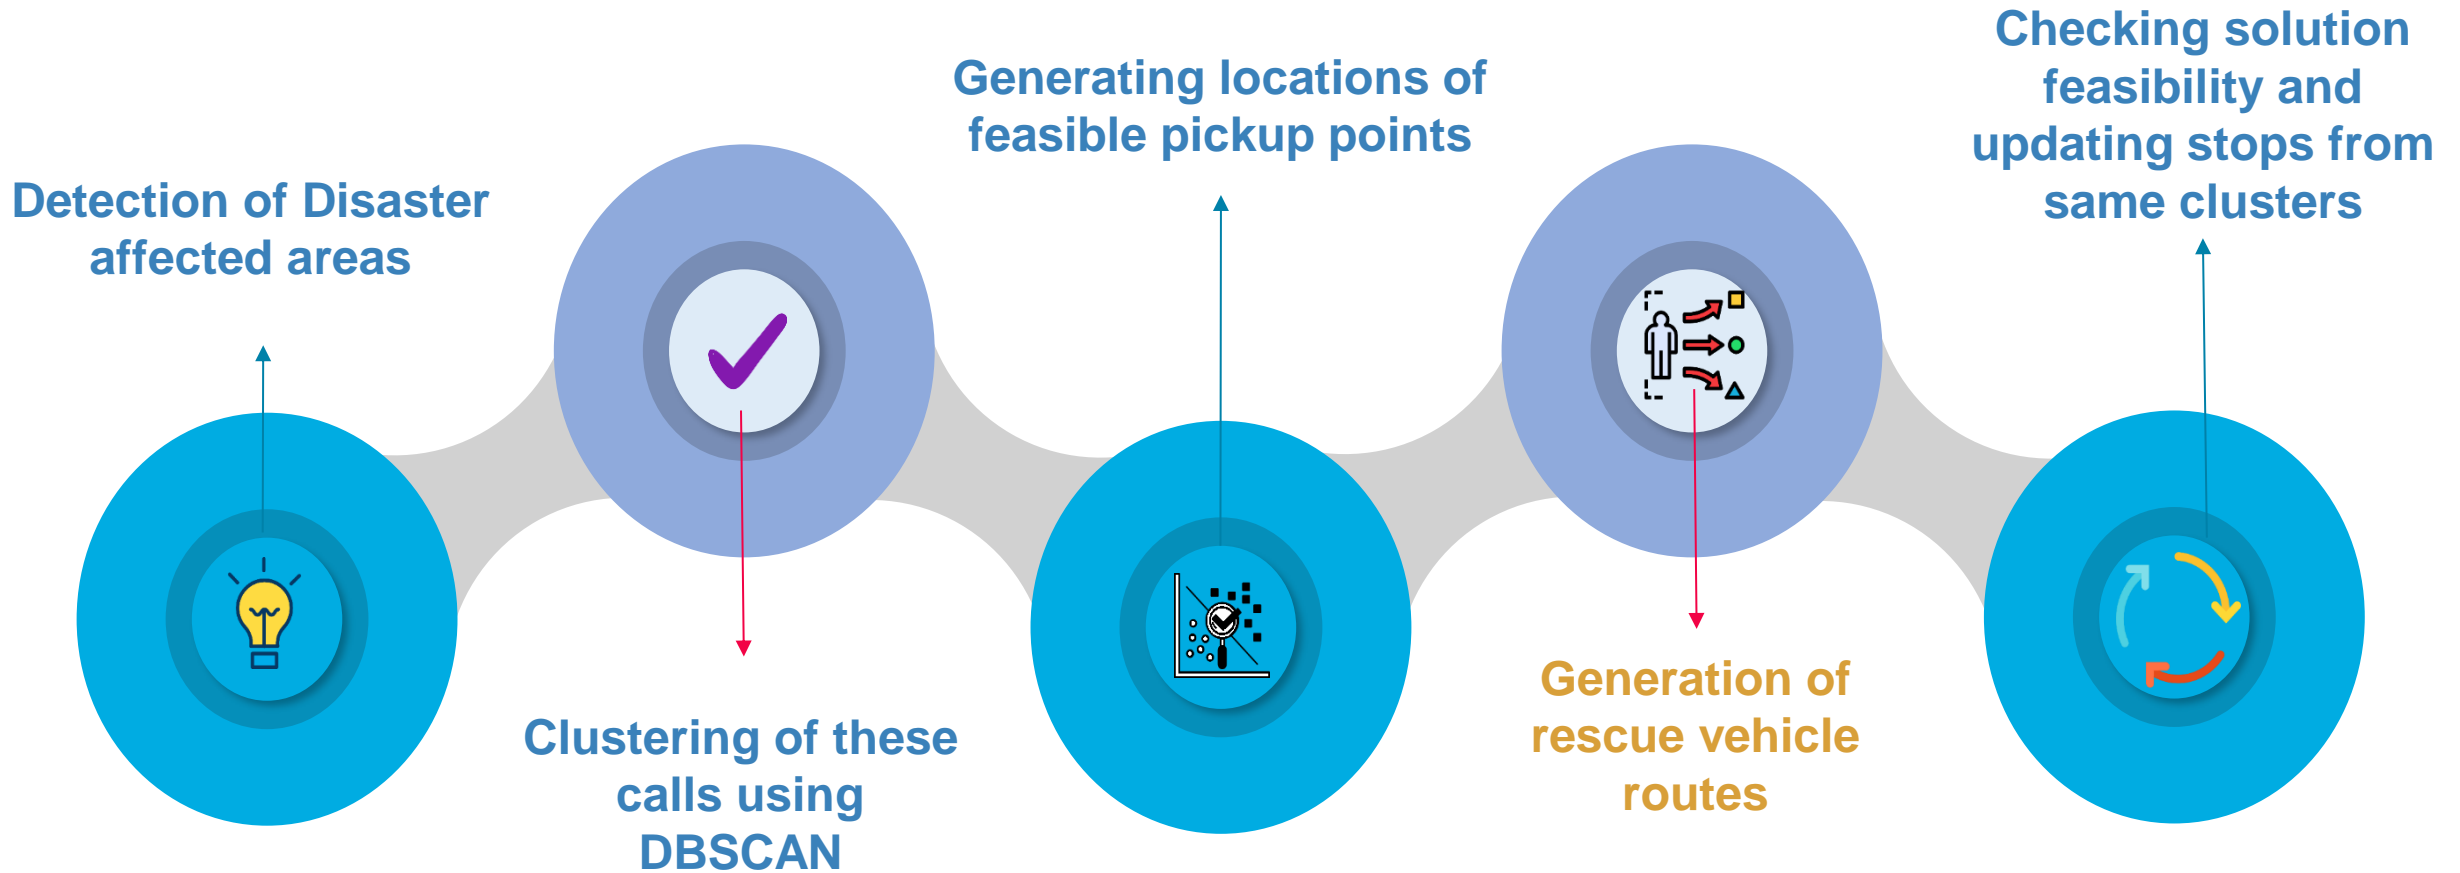 Detection of Disaster
affected areas
Clustering of these
calls using
DBSCAN
Generating locations of
feasible pickup points
Generation of
rescue vehicle
routes
Checking solution
feasibility and
updating stops from
same clusters